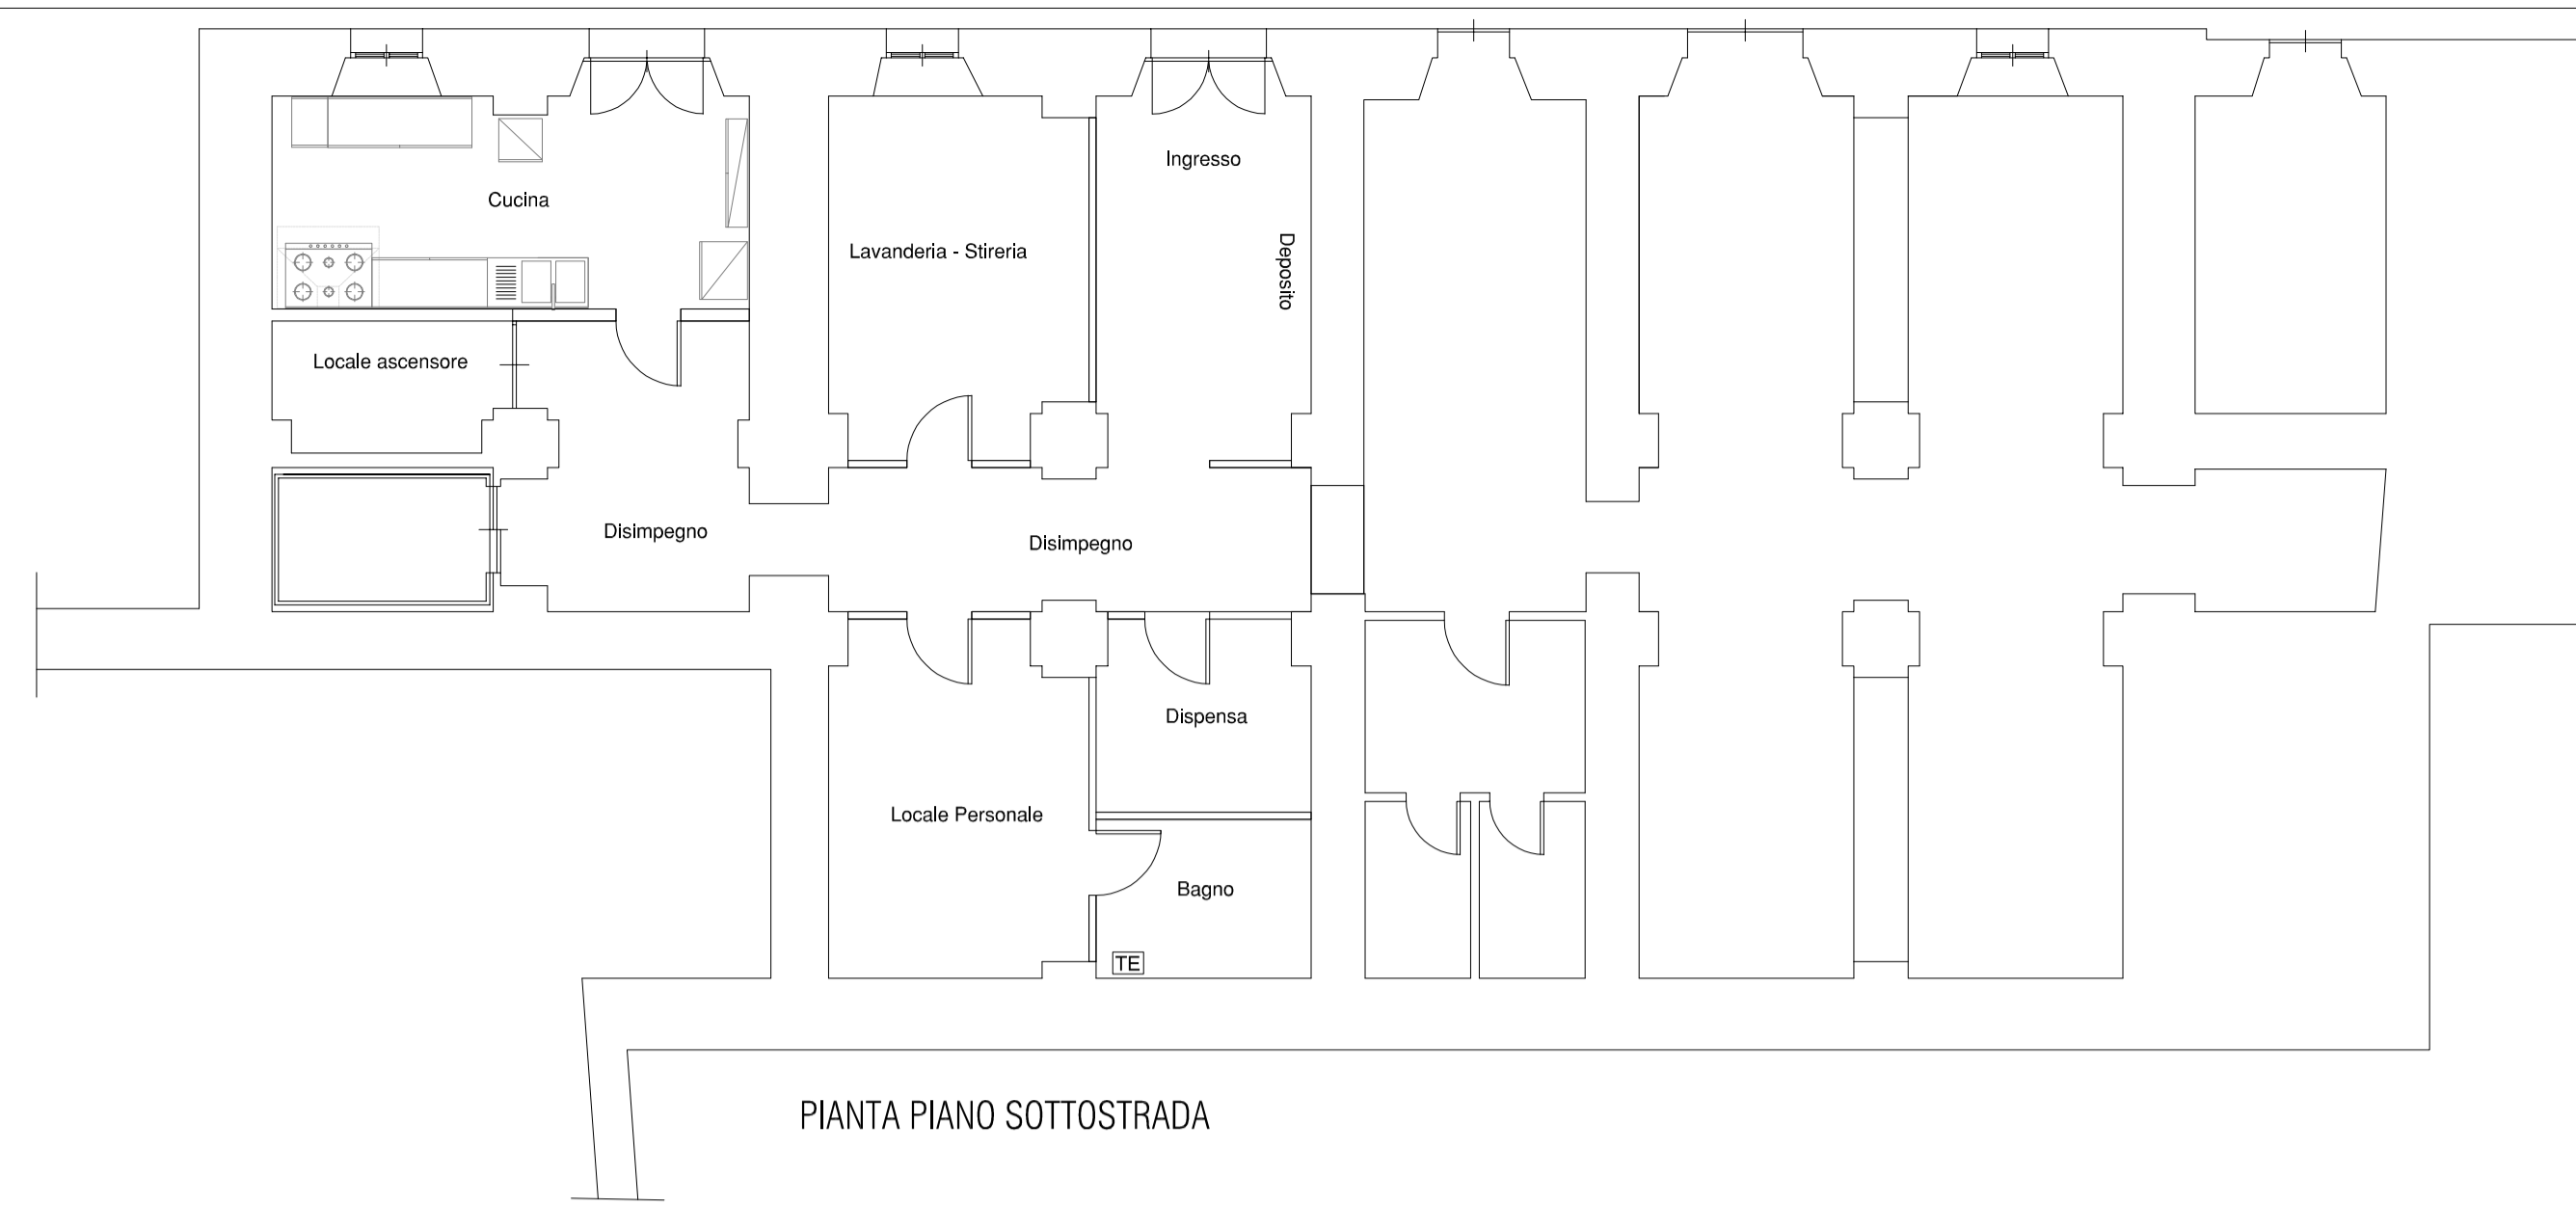 Ingresso
Cucina
Lavanderia - Stireria
Deposito
Locale ascensore
Disimpegno
Disimpegno
Dispensa
Locale Personale
Bagno
TE
PIANTA PIANO SOTTOSTRADA